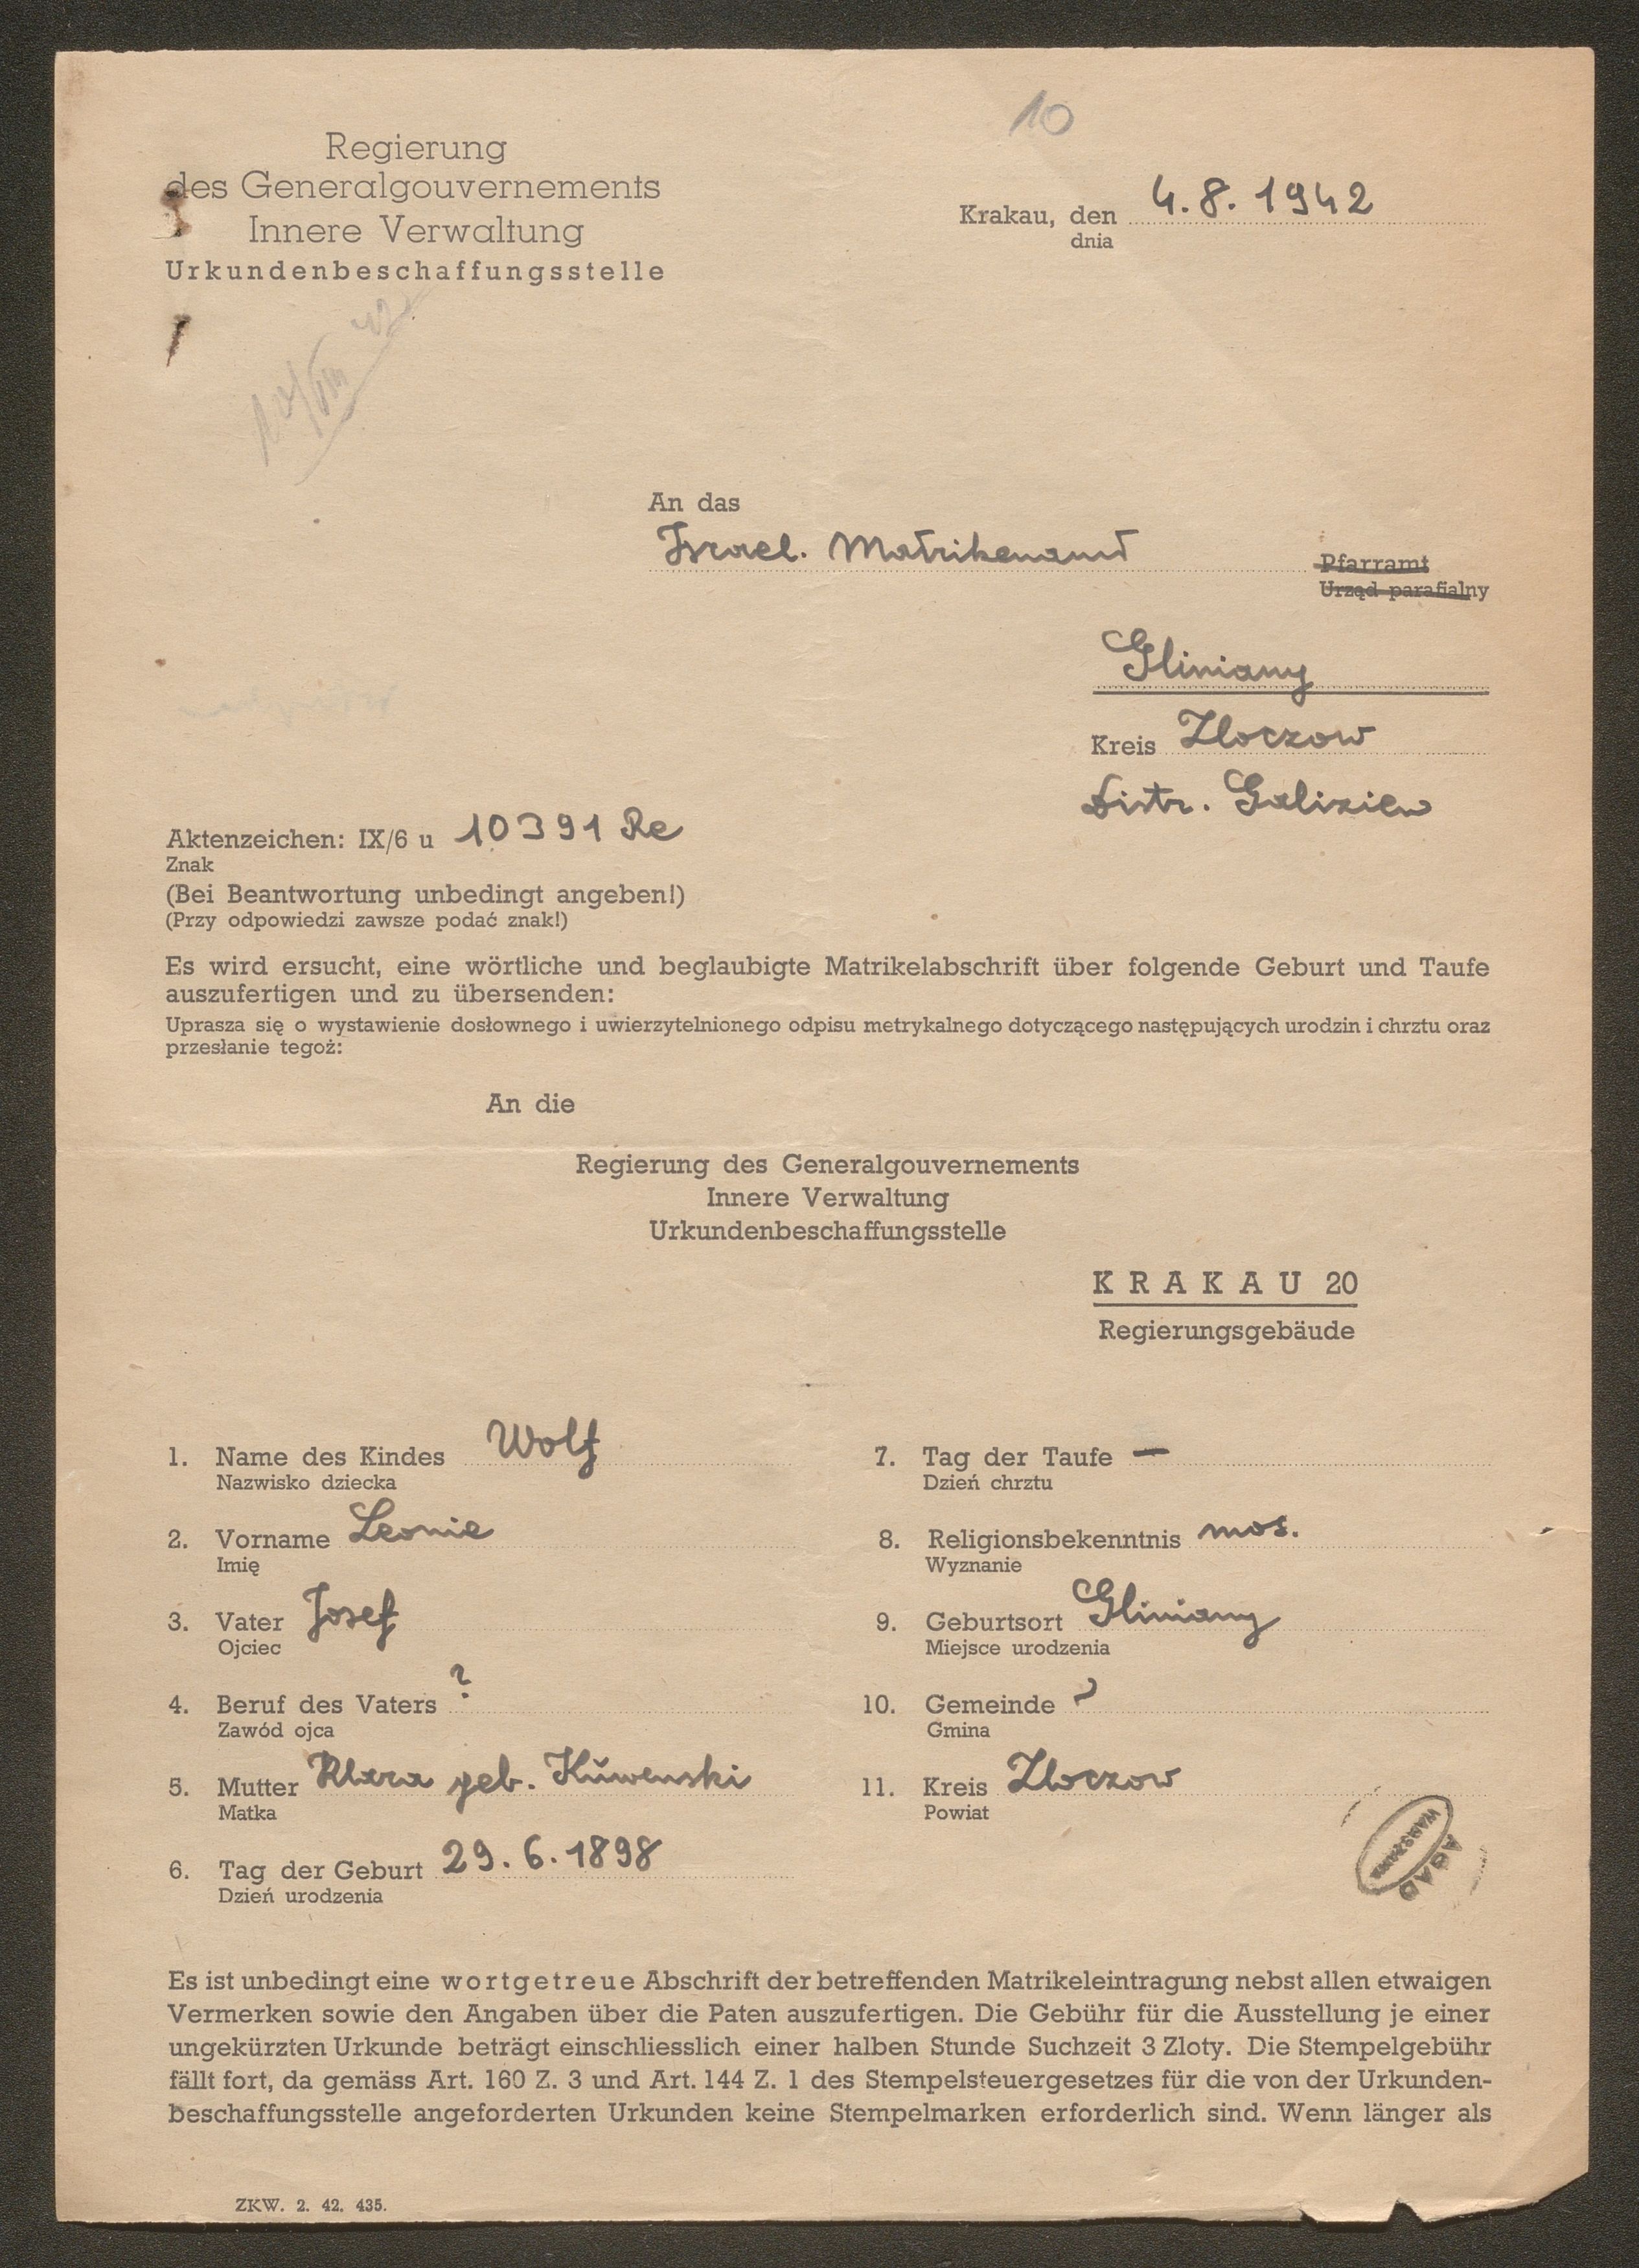 10
Regierung
des Generalgouvernements
Innere Verwaltung
Urkundenbeschaffungsstelle
Krakau, den 4.8.1942
dnia
An das
Israel. Matrikenamt
Pfarramt
Urząd parafialny
Gliniany
Kreis Zloczow
Distr. Galizien
Aktenzeichen: IX/6 u 10391 Re
Znak
(Bei Beantwortung unbedingt angeben!)
(Przy odpowiedzi zawsze podać znak!)
Es wird ersucht, eine wörtliche und beglaubigte Matrikelabschrift über folgende Geburt und Taufe
auszufertigen und zu übersenden:
Uprasza się o wystawienie dosłownego i uwierzytelnionego odpisu metrykalnego dotyczącego następujących urodzin i chrztu oraz
przesłanie tegoż:
An die
Regierung des Generalgouvernements
Innere Verwaltung
Urkundenbeschaffungsstelle
KRAKAU 20
Regierungsgebäude
1. Name des Kindes Wolf
Nazwisko dziecka
2. Vorname Leonie
Imię
3. Vater Josef
Ojciec
4. Beruf des Vaters ?
Zawód ojca
5. Mutter Klara geb. Kuwenski
Matka
6. Tag der Geburt 29.6.1898
Dzień urodzenia
7. Tag der Taufe —
Dzień chrztu
8. Religionsbekenntnis mos.
Wyznanie
9. Geburtsort Gliniany
Miejsce urodzenia
10. Gemeinde ?
Gmina
11. Kreis Zloczow
Powiat
AGAD
WARSZAWA
Es ist unbedingt eine wortgetreue Abschrift der betreffenden Matrikeleintragung nebst allen etwaigen
Vermerken sowie den Angaben über die Paten auszufertigen. Die Gebühr für die Ausstellung je einer
ungekürzten Urkunde beträgt einschliesslich einer halben Stunde Suchzeit 3 Zloty. Die Stempelgebühr
fällt fort, da gemäss Art. 160 Z. 3 und Art. 144 Z. 1 des Stempelsteuergesetzes für die von der Urkunden-
beschaffungsstelle angeforderten Urkunden keine Stempelmarken erforderlich sind. Wenn länger als
ZKW. 2. 42. 435.